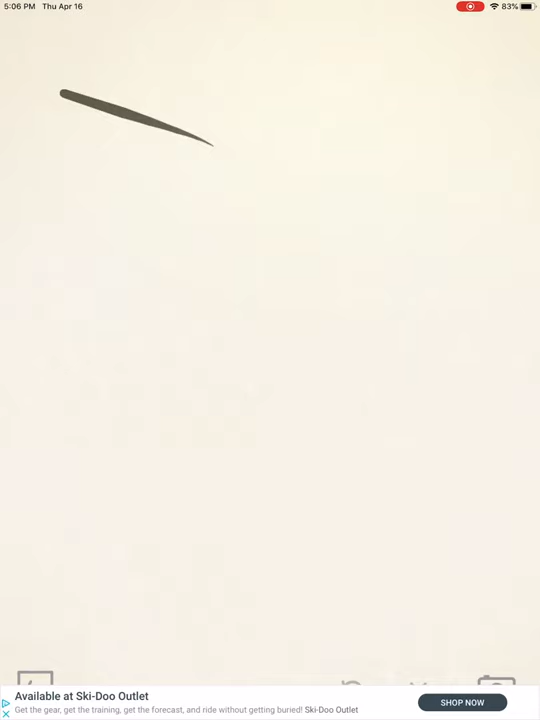 5:06 PM Thu Apr 16 83%
Available at Ski-Doo Outlet
Get the gear, get the training, get the forecast, and ride without getting buried! Ski-Doo Outlet
SHOP NOW